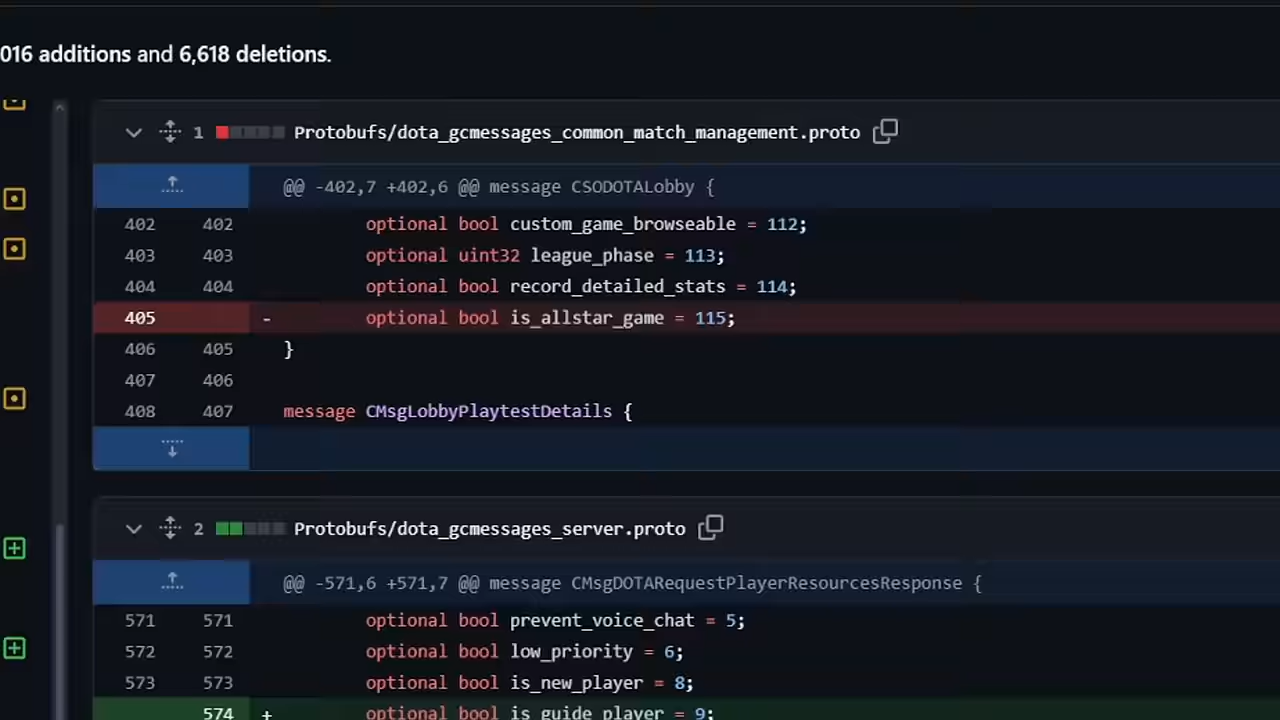 016 additions and 6,618 deletions.
1 Protobufs/dota_gcmessages_common_match_management.proto
@@ -402,7 +402,6 @@ message CSODOTALobby {
402 402 optional bool custom_game_browseable = 112;
403 403 optional uint32 league_phase = 113;
404 404 optional bool record_detailed_stats = 114;
405 - optional bool is_allstar_game = 115;
406 405 }
407 406
408 407 message CMsgLobbyPlaytestDetails {
2 Protobufs/dota_gcmessages_server.proto
@@ -571,6 +571,7 @@ message CMsgDOTARequestPlayerResourcesResponse {
571 571 optional bool prevent_voice_chat = 5;
572 572 optional bool low_priority = 6;
573 573 optional bool is_new_player = 8;
574 + optional bool is_guide_player = 9;